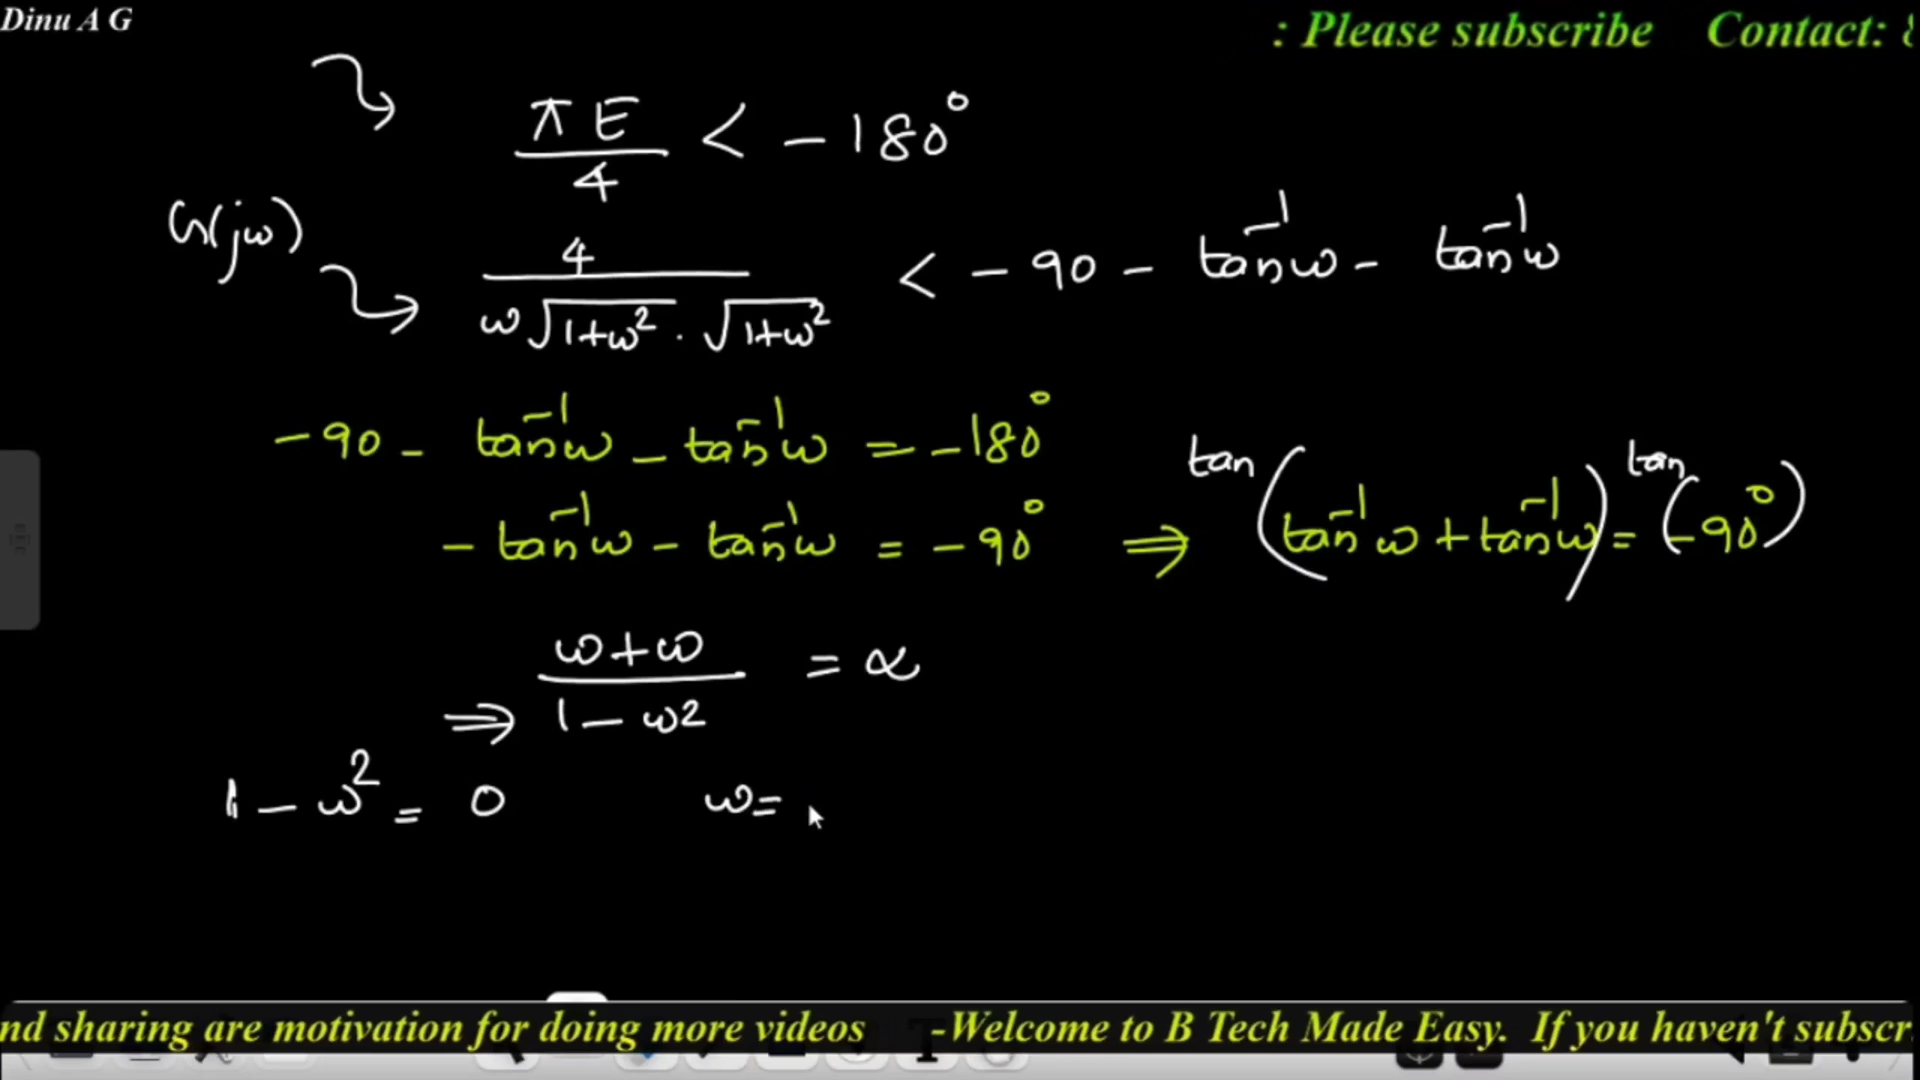 Dinu A G
: Please subscribe Contact:
πE/4 < -180°
G(jω)
4/(ω√(1+ω²) . √(1+ω²)) < -90 - tan⁻¹ω - tan⁻¹ω
-90 - tan⁻¹ω - tan⁻¹ω = -180°
-tan⁻¹ω - tan⁻¹ω = -90° ⇒ tan(tan⁻¹ω + tan⁻¹ω) = tan(-90°)
⇒ (ω+ω)/(1-ω2) = ∝
1 - ω² = 0 ω=
nd sharing are motivation for doing more videos -Welcome to B Tech Made Easy. If you haven't subscr